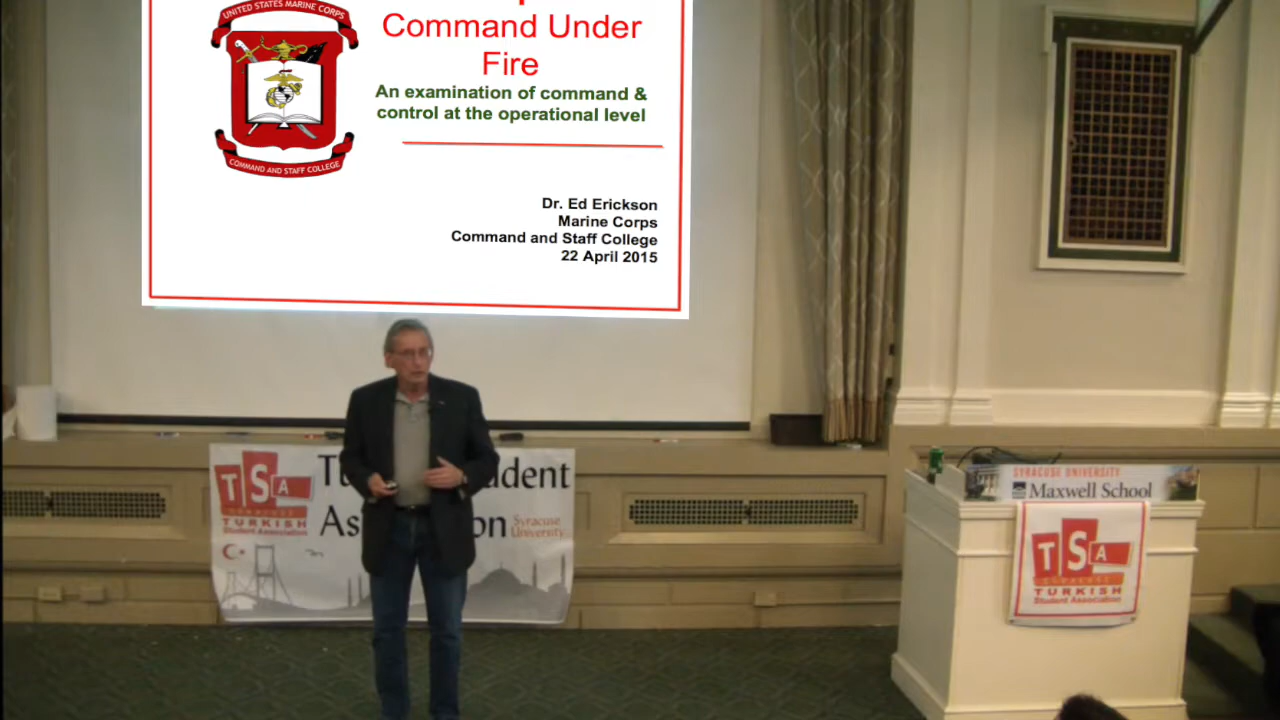 UNITED STATES MARINE CORPS
COMMAND AND STAFF COLLEGE
Command Under
Fire
An examination of command &
control at the operational level
Dr. Ed Erickson
Marine Corps
Command and Staff College
22 April 2015
TSA
SYRACUSE
TURKISH
Student Association
Syracuse
University
SYRACUSE UNIVERSITY
Maxwell School
TSA
SYRACUSE
TURKISH
Student Association